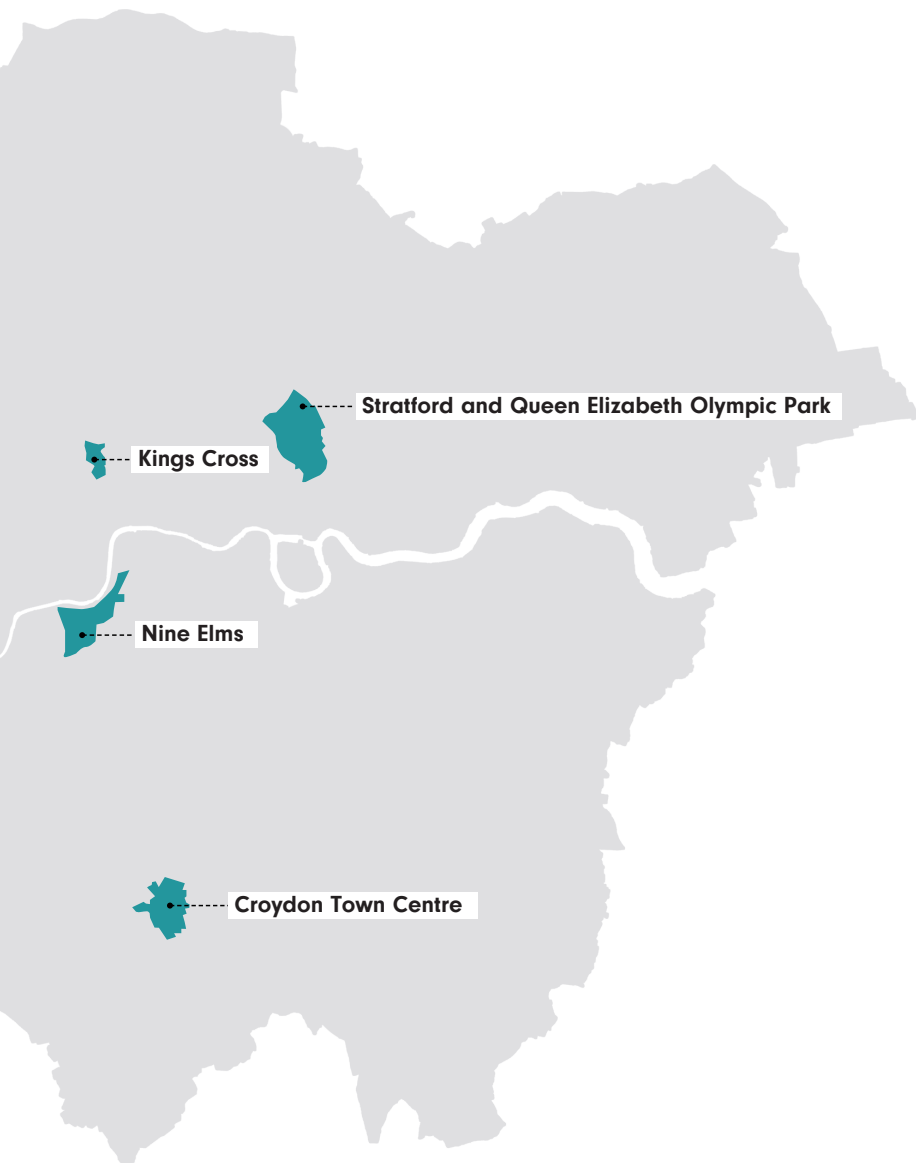 Stratford and Queen Elizabeth Olympic Park
Kings Cross
Nine Elms
Croydon Town Centre